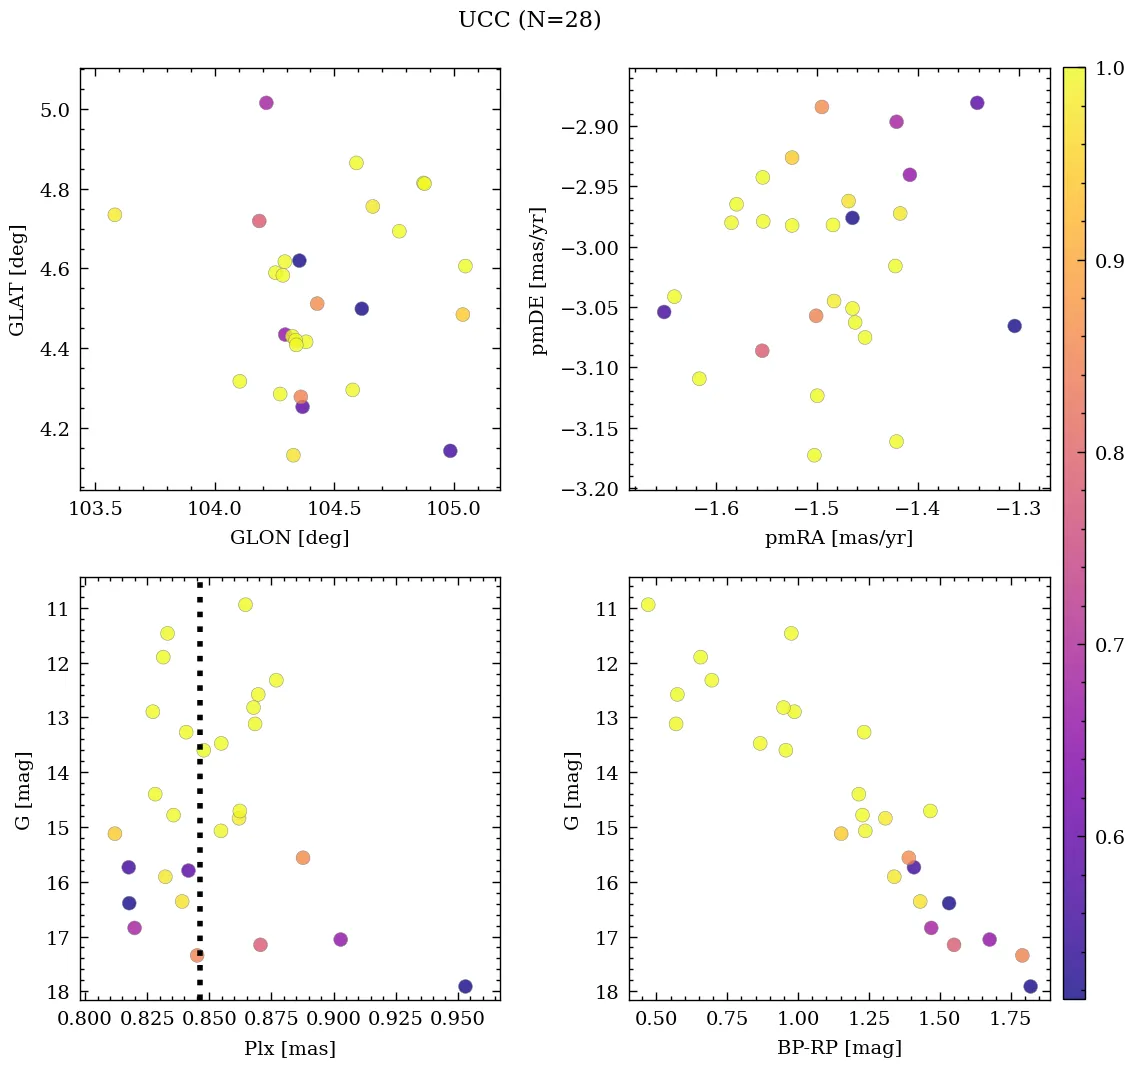 UCC (N=28)
5.0
4.8
4.6
4.4
4.2
GLAT [deg]
103.5 104.0 104.5 105.0
GLON [deg]
−2.90
−2.95
−3.00
−3.05
−3.10
−3.15
−3.20
pmDE [mas/yr]
−1.6 −1.5 −1.4 −1.3
pmRA [mas/yr]
1.0
0.9
0.8
0.7
0.6
11
12
13
14
15
16
17
18
G [mag]
0.800 0.825 0.850 0.875 0.900 0.925 0.950
Plx [mas]
11
12
13
14
15
16
17
18
G [mag]
0.50 0.75 1.00 1.25 1.50 1.75
BP-RP [mag]